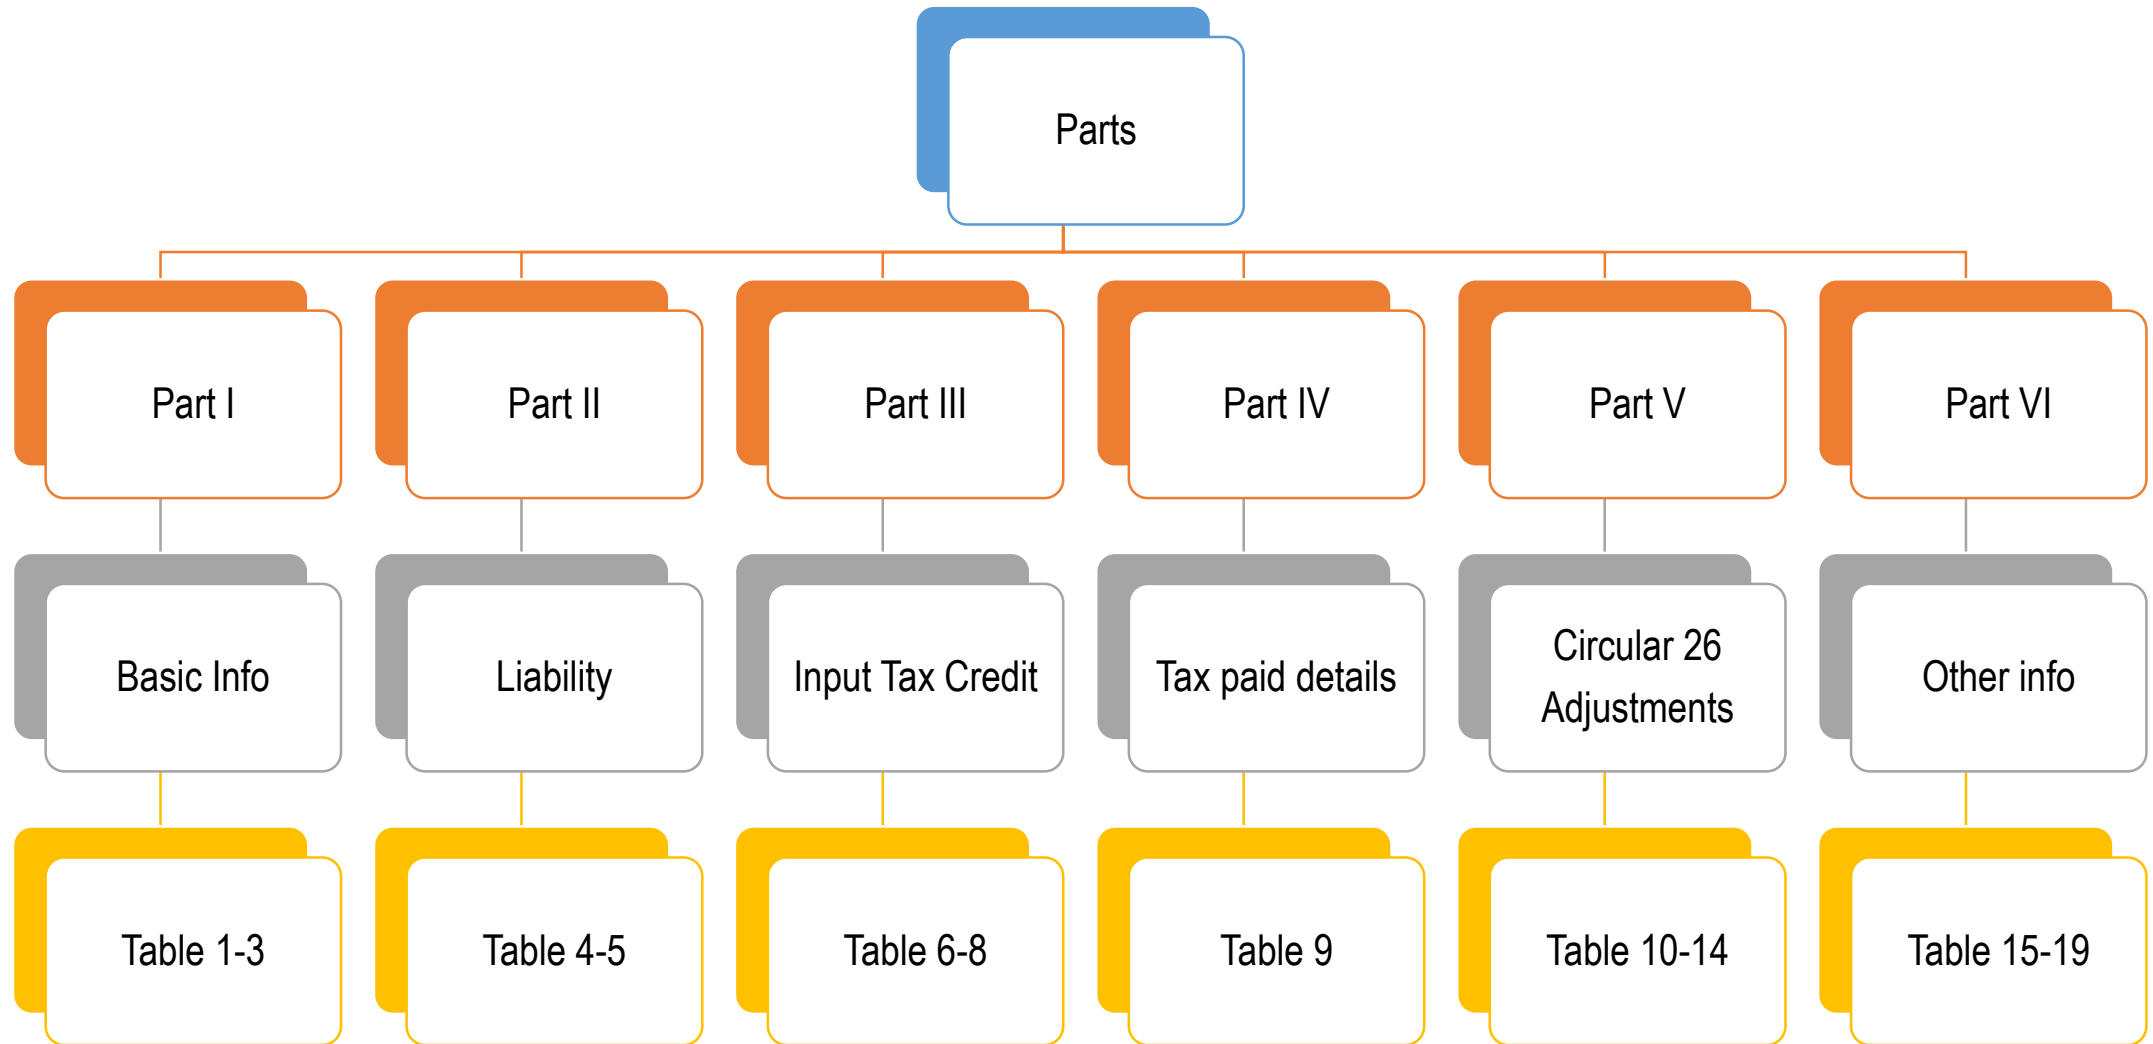 Parts
Part I
Part II
Part III
Part IV
Part V
Part VI
Basic Info
Liability
Input Tax Credit
Tax paid details
Circular 26
Adjustments
Other info
Table 1-3
Table 4-5
Table 6-8
Table 9
Table 10-14
Table 15-19